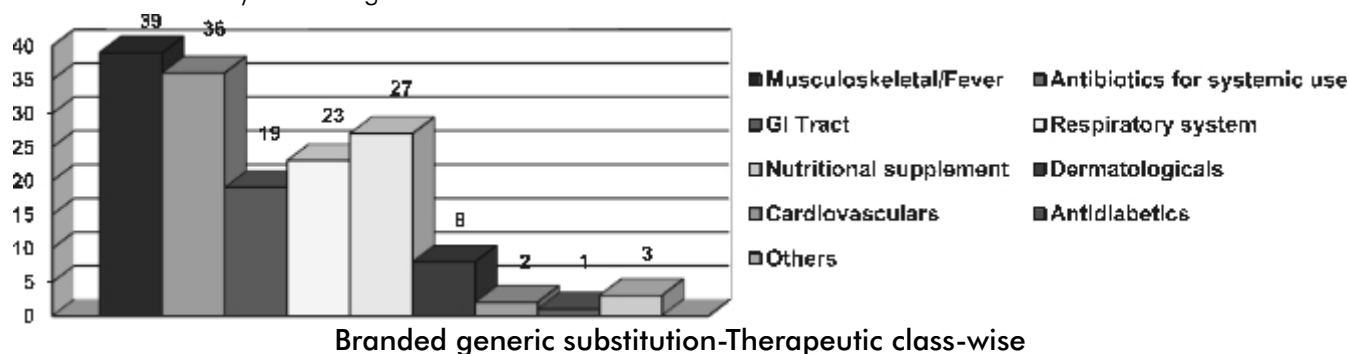 39
36
27
23
19
8
2
1
3
40
35
30
25
20
15
10
5
0
Musculoskeletal/Fever
Antibiotics for systemic use
GI Tract
Respiratory system
Nutritional supplement
Dermatologicals
Cardiovasculars
Antidiabetics
Others
Branded generic substitution-Therapeutic class-wise